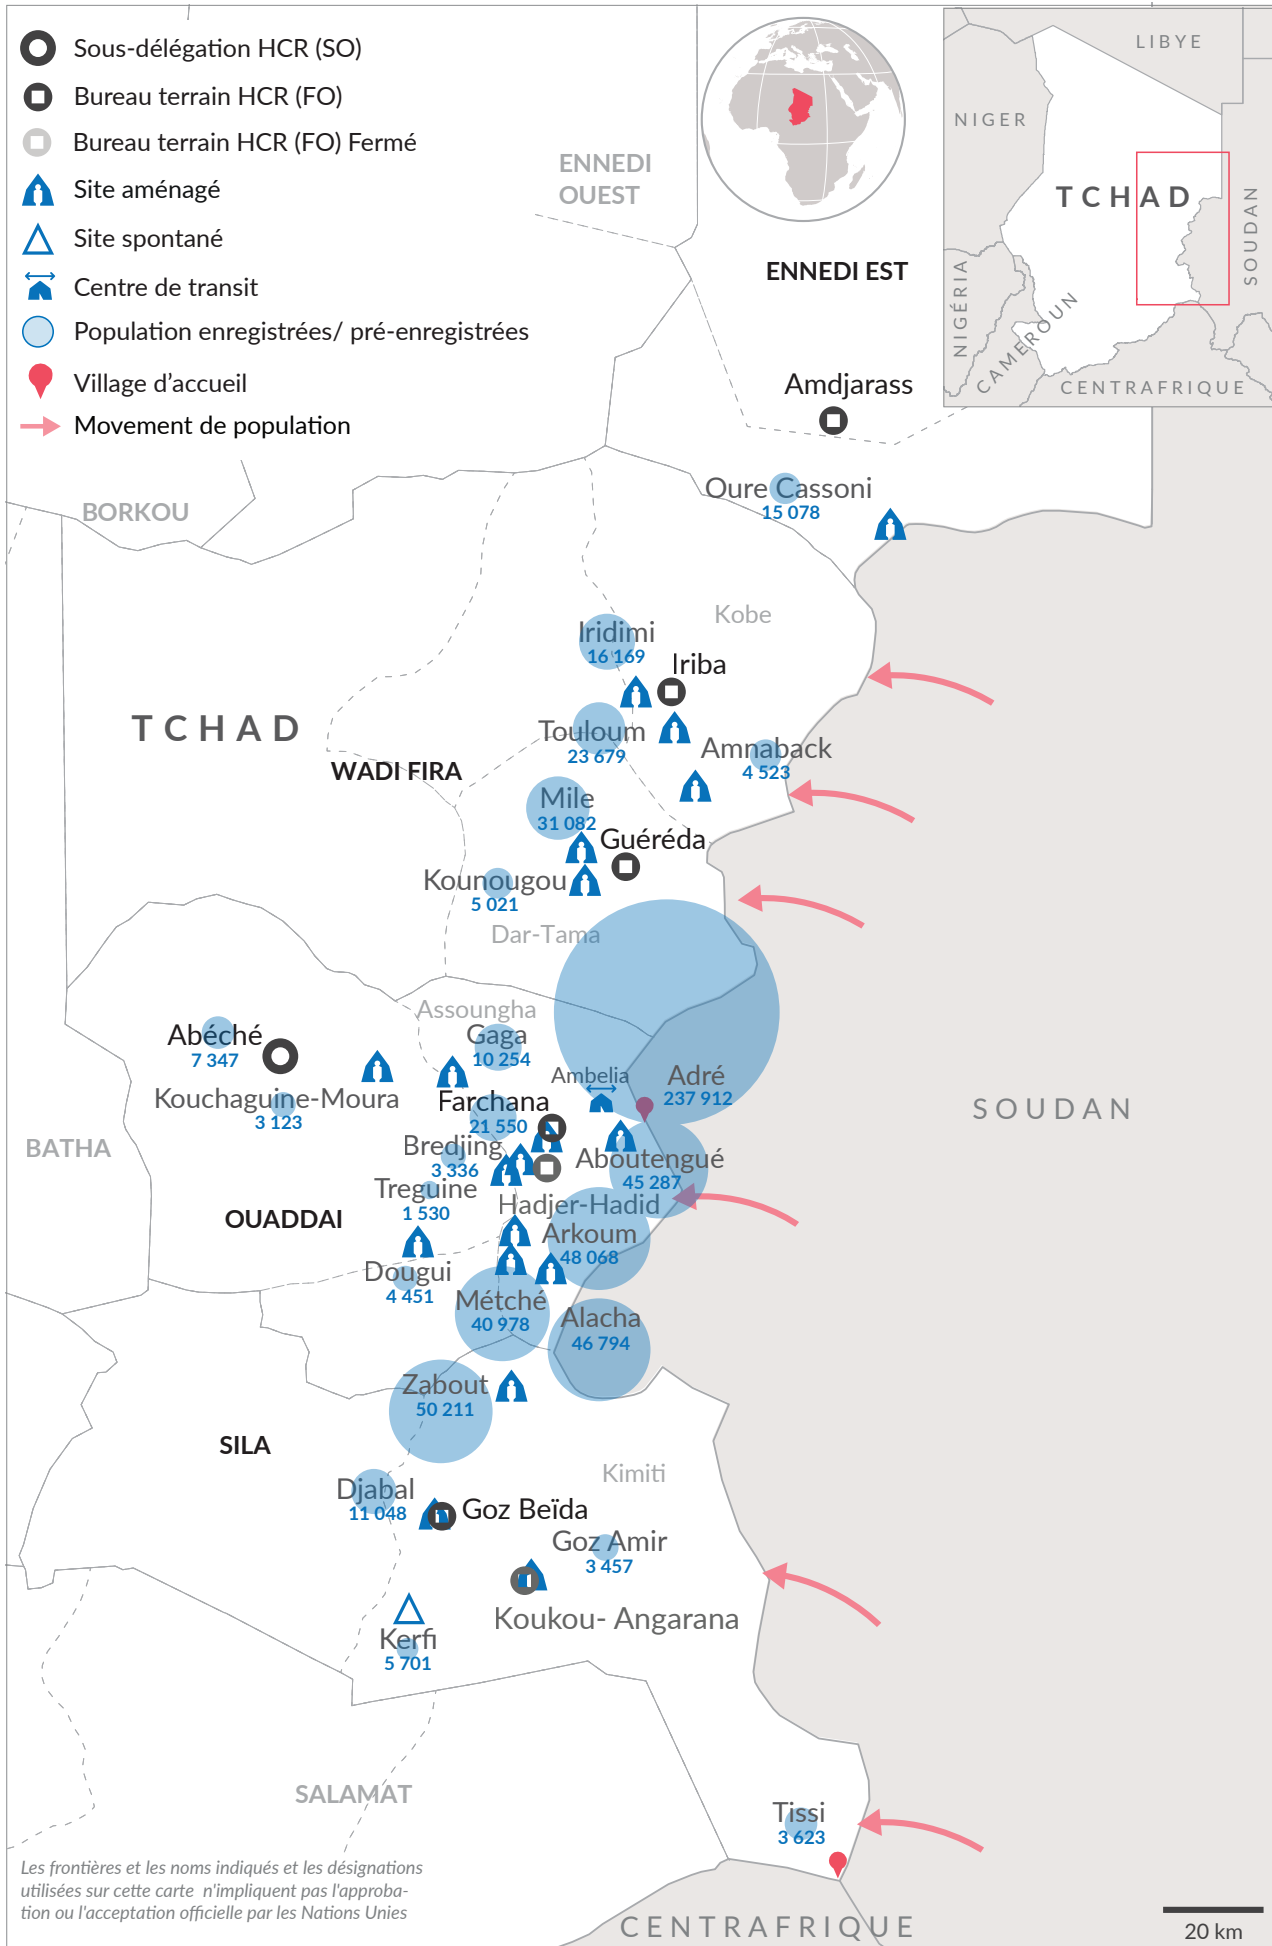 Sous-délégation HCR (SO)
Bureau terrain HCR (FO)
Bureau terrain HCR (FO) Fermé
Site aménagé
Site spontané
Centre de transit
Population enregistrées/ pré-enregistrées
Village d'accueil
Movement de population
LIBYE
NIGER
TCHAD
SOUDAN
NIGÉRIA
CAMEROUN
CENTRAFRIQUE
ENNEDI
OUEST
ENNEDI EST
Amdjarass
Oure Cassoni
15 078
BORKOU
Kobe
Iridimi
16 169
Iriba
TCHAD
Touloum
23 679
Amnaback
4 523
WADI FIRA
Mile
31 082
Guéréda
Kounougou
5 021
Dar-Tama
Assoungha
Gaga
10 254
Abéché
7 347
Ambelia
Adré
237 912
Kouchaguine-Moura
3 123
Farchana
21 550
SOUDAN
BATHA
Bredjing
3 336
Aboutengué
45 287
Treguine
1 530
Hadjer-Hadid
OUADDAI
Arkoum
48 068
Dougui
4 451
Métché
40 978
Alacha
46 794
Zabout
50 211
SILA
Kimiti
Djabal
11 048
Goz Beïda
Goz Amir
3 457
Koukou- Angarana
Kerfi
5 701
SALAMAT
Tissi
3 623
Les frontières et les noms indiqués et les désignations
utilisées sur cette carte n'impliquent pas l'approba-
tion ou l'acceptation officielle par les Nations Unies
CENTRAFRIQUE
20 km